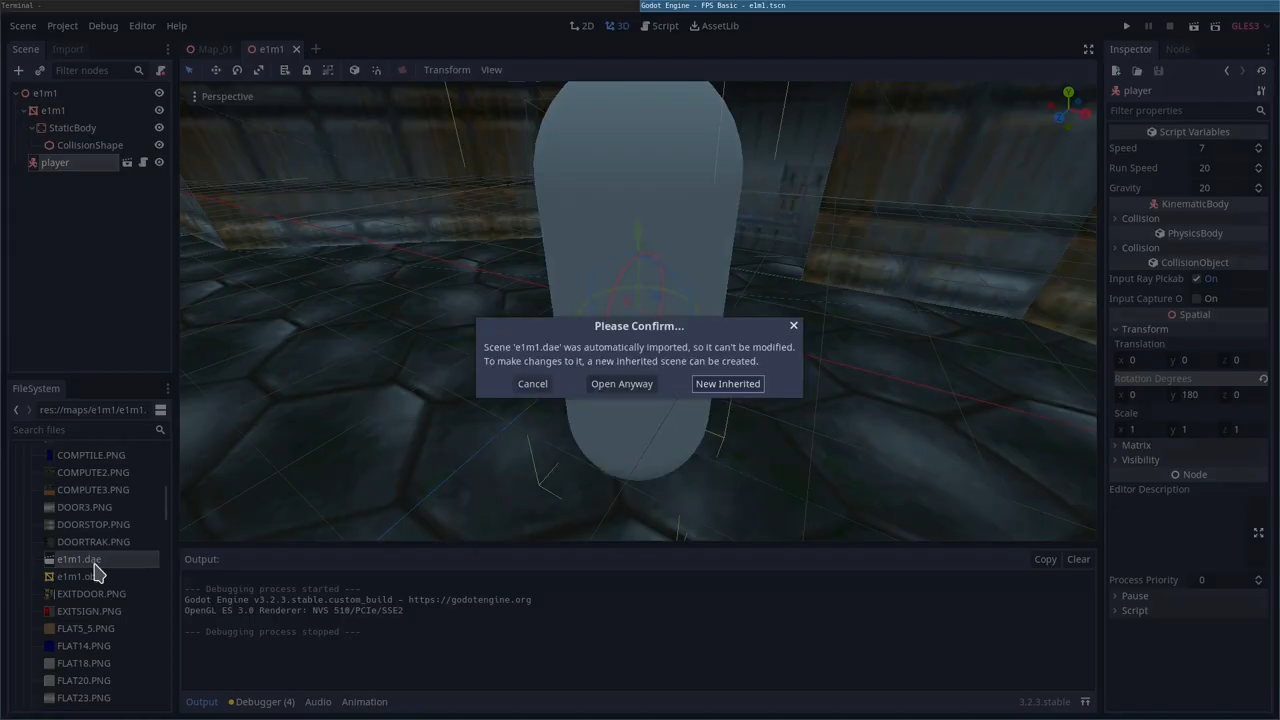 Terminal -
Godot Engine - FPS Basic - e1m1.tscn
Scene Project Debug Editor Help
2D 3D Script AssetLib
GLES3
Scene Import
Map_01 e1m1
Inspector Node
Filter nodes
Transform View
e1m1
player
Perspective
e1m1
Filter properties
StaticBody
Script Variables
CollisionShape
Speed 7
player
Run Speed 20
Gravity 20
KinematicBody
Collision
PhysicsBody
Collision
CollisionObject
Input Ray Pickab On
Input Capture O On
Spatial
Please Confirm...
Transform
Scene 'e1m1.dae' was automatically imported, so it can't be modified.
To make changes to it, a new inherited scene can be created.
Cancel Open Anyway New Inherited
Translation
x 0 y 0 z 0
Rotation Degrees
x 0 y 180 z 0
Scale
x 1 y 1 z 1
Matrix
Visibility
Node
Editor Description
Process Priority 0
Pause
Script
FileSystem
res://maps/e1m1/e1m1.
Search files
COMPTILE.PNG
COMPUTE2.PNG
COMPUTE3.PNG
DOOR3.PNG
DOORSTOP.PNG
DOORTRAK.PNG
e1m1.dae
EXITDOOR.PNG
EXITSIGN.PNG
FLAT5_5.PNG
FLAT14.PNG
FLAT18.PNG
FLAT20.PNG
FLAT23.PNG
Output:
Copy Clear
--- Debugging process started ---
Godot Engine v3.2.3.stable.custom_build - https://godotengine.org
OpenGL ES 3.0 Renderer: NVS 510/PCIe/SSE2
--- Debugging process stopped ---
Output Debugger (4) Audio Animation
3.2.3.stable